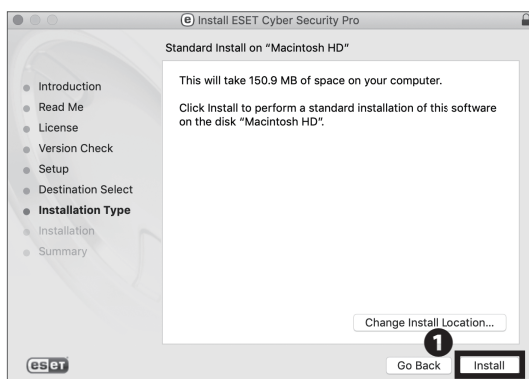 Install ESET Cyber Security Pro
Standard Install on “Macintosh HD”
Introduction
Read Me
License
Version Check
Setup
Destination Select
Installation Type
Installation
Summary
This will take 150.9 MB of space on your computer.
Click Install to perform a standard installation of this software
on the disk “Macintosh HD”.
Change Install Location...
1
Go Back
Install
eset